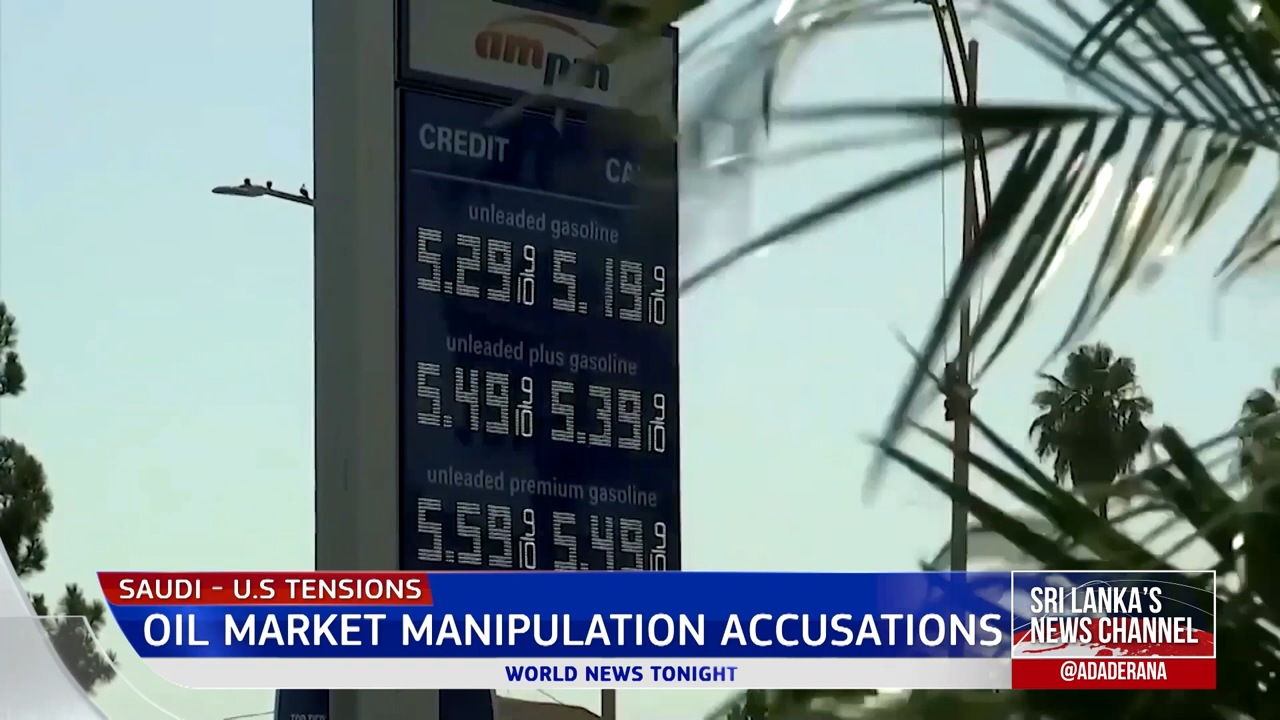 ampm
CREDIT CA
unleaded gasoline
5.29 9/10 5.19 9/10
unleaded plus gasoline
5.49 9/10 5.39 9/10
unleaded premium gasoline
5.59 9/10 5.49 9/10
SAUDI - U.S TENSIONS
OIL MARKET MANIPULATION ACCUSATIONS
WORLD NEWS TONIGHT
SRI LANKA'S
NEWS CHANNEL
@ADADERANA